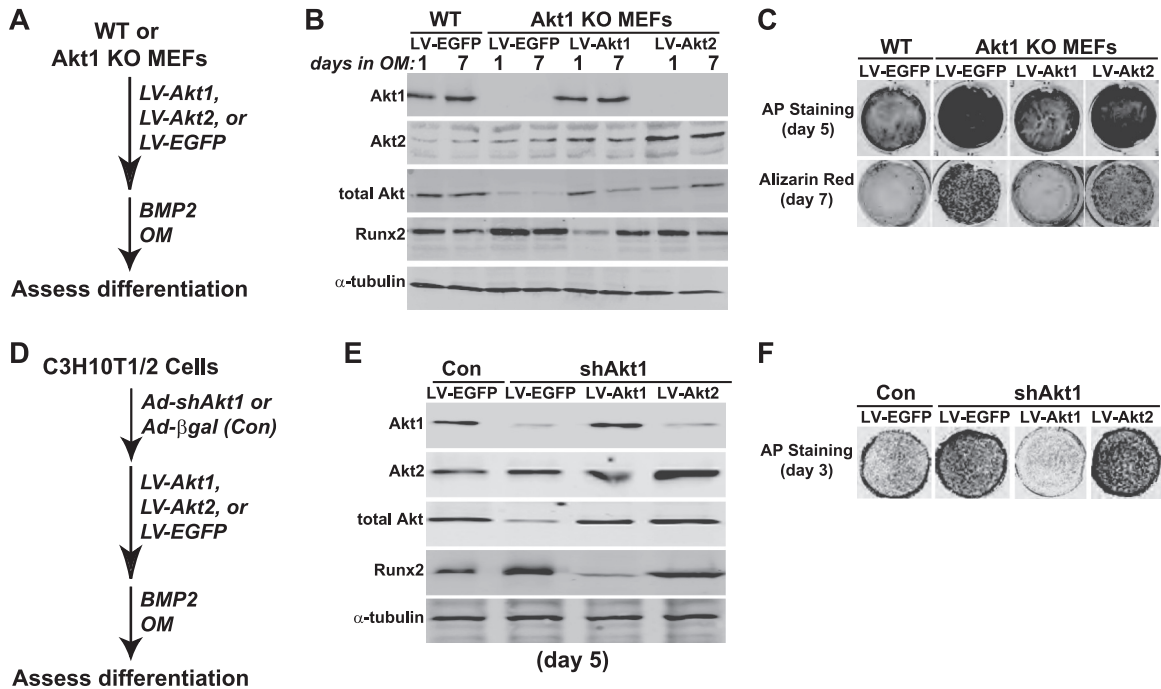 A
WT or
Akt1 KO MEFs
LV-Akt1,
LV-Akt2, or
LV-EGFP
BMP2
OM
Assess differentiation
B
WT Akt1 KO MEFs
LV-EGFP LV-EGFP LV-Akt1 LV-Akt2
days in OM: 1 7 1 7 1 7 1 7
Akt1
Akt2
total Akt
Runx2
α-tubulin
C
WT Akt1 KO MEFs
LV-EGFP LV-EGFP LV-Akt1 LV-Akt2
AP Staining
(day 5)
Alizarin Red
(day 7)
D
C3H10T1/2 Cells
Ad-shAkt1 or
Ad-βgal (Con)
LV-Akt1,
LV-Akt2, or
LV-EGFP
BMP2
OM
Assess differentiation
E
Con shAkt1
LV-EGFP LV-EGFP LV-Akt1 LV-Akt2
Akt1
Akt2
total Akt
Runx2
α-tubulin
(day 5)
F
Con shAkt1
LV-EGFP LV-EGFP LV-Akt1 LV-Akt2
AP Staining
(day 3)